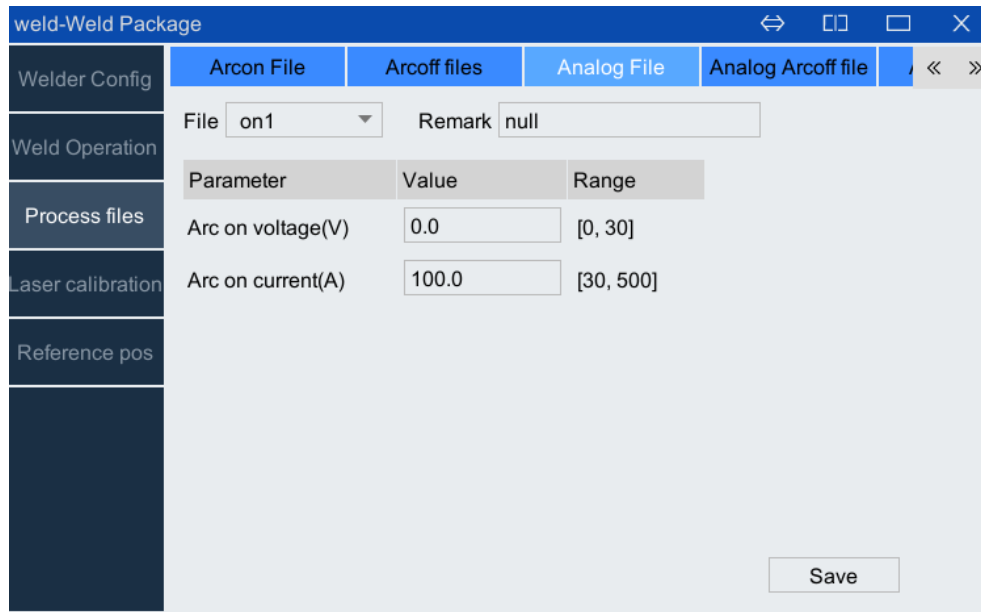 weld-Weld Package
Welder Config
Weld Operation
Process files
Laser calibration
Reference pos
Arcon File
Arcoff files
Analog File
Analog Arcoff file
File on1
Remark null
Parameter Value Range
Arc on voltage(V) 0.0 [0, 30]
Arc on current(A) 100.0 [30, 500]
Save